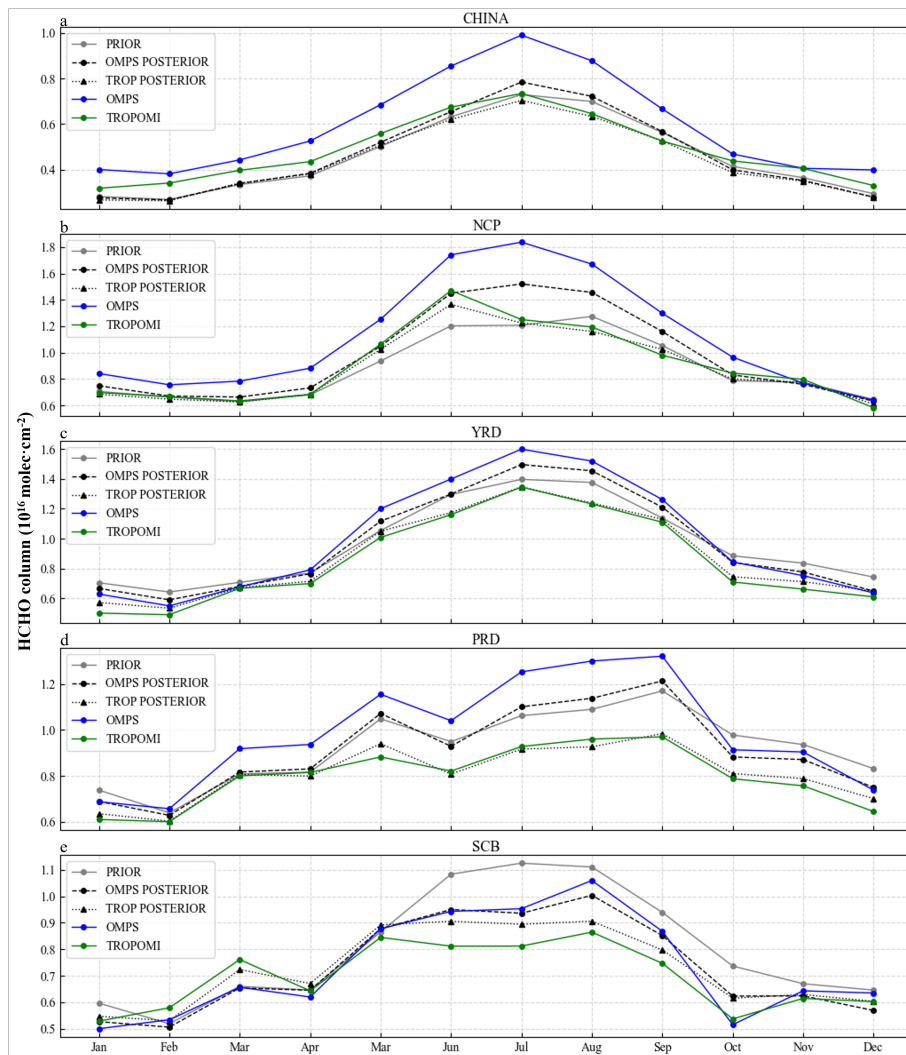 a
CHINA
PRIOR
OMPS POSTERIOR
TROP POSTERIOR
OMPS
TROPOMI
1.0
0.8
0.6
0.4
b
NCP
PRIOR
OMPS POSTERIOR
TROP POSTERIOR
OMPS
TROPOMI
1.8
1.6
1.4
1.2
1.0
0.8
0.6
c
YRD
PRIOR
OMPS POSTERIOR
TROP POSTERIOR
OMPS
TROPOMI
1.6
1.4
1.2
1.0
0.8
0.6
HCHO column (10¹⁶ molec·cm⁻²)
d
PRD
PRIOR
OMPS POSTERIOR
TROP POSTERIOR
OMPS
TROPOMI
1.2
1.0
0.8
0.6
e
SCB
PRIOR
OMPS POSTERIOR
TROP POSTERIOR
OMPS
TROPOMI
1.1
1.0
0.9
0.8
0.7
0.6
0.5
Jan Feb Mar Apr Mar Jun Jul Aug Sep Oct Nov Dec